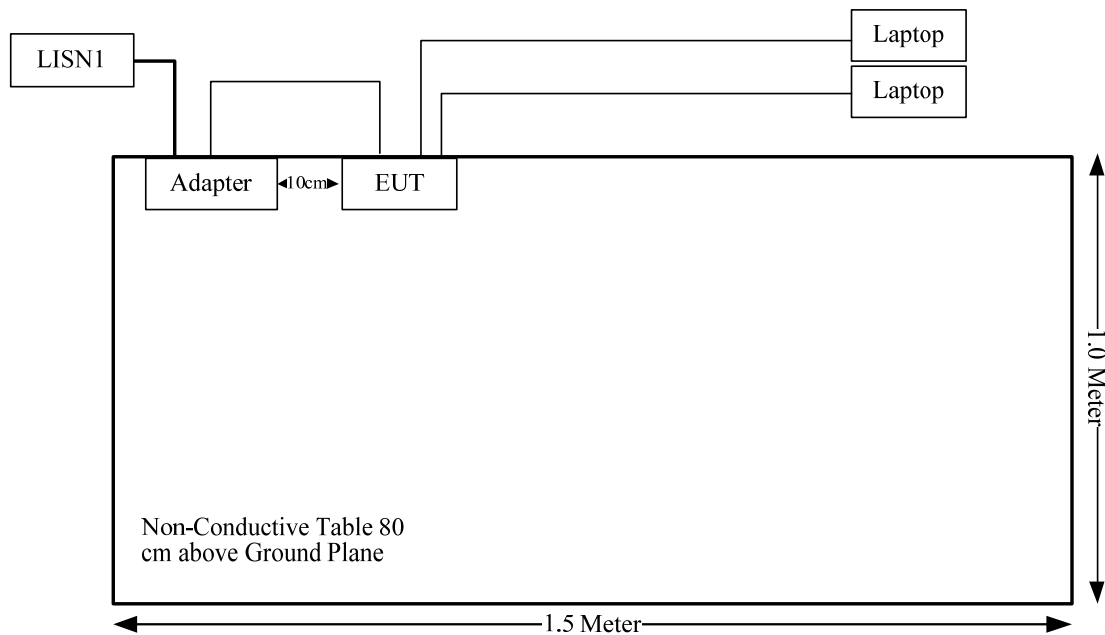 LISN1
Laptop
Laptop
Adapter
10cm
EUT
1.0 Meter
Non-Conductive Table 80
cm above Ground Plane
1.5 Meter